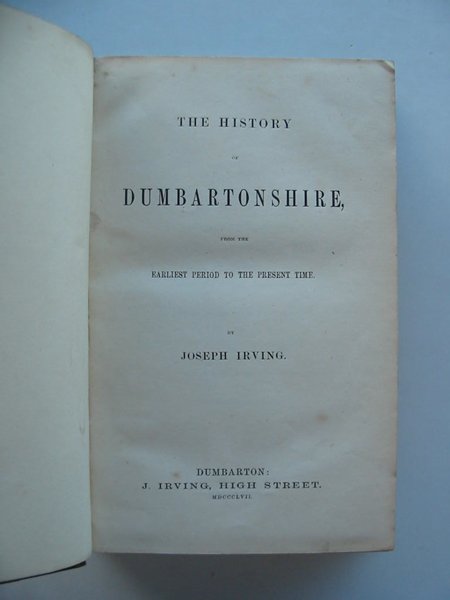 THE HISTORY
OF
DUMBARTONSHIRE,
FROM THE
EARLIEST PERIOD TO THE PRESENT TIME.
BY
JOSEPH IRVING.
DUMBARTON:
J. IRVING, HIGH STREET.
MDCCCLVII.